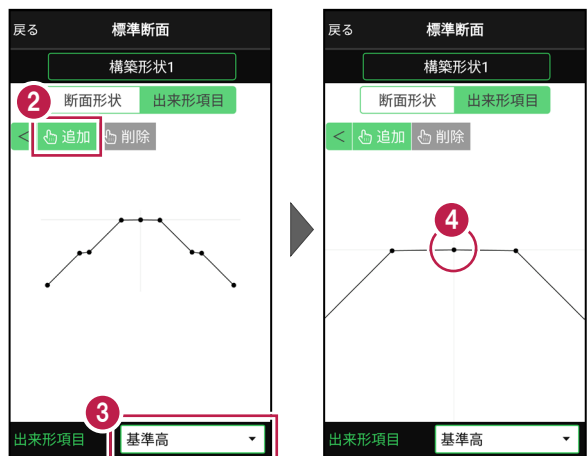 戻る 標準断面
構築形状1
2 断面形状 出来形項目
< 追加 削除
3
出来形項目 基準高
戻る 標準断面
構築形状1
断面形状 出来形項目
< 追加 削除
4
出来形項目 基準高